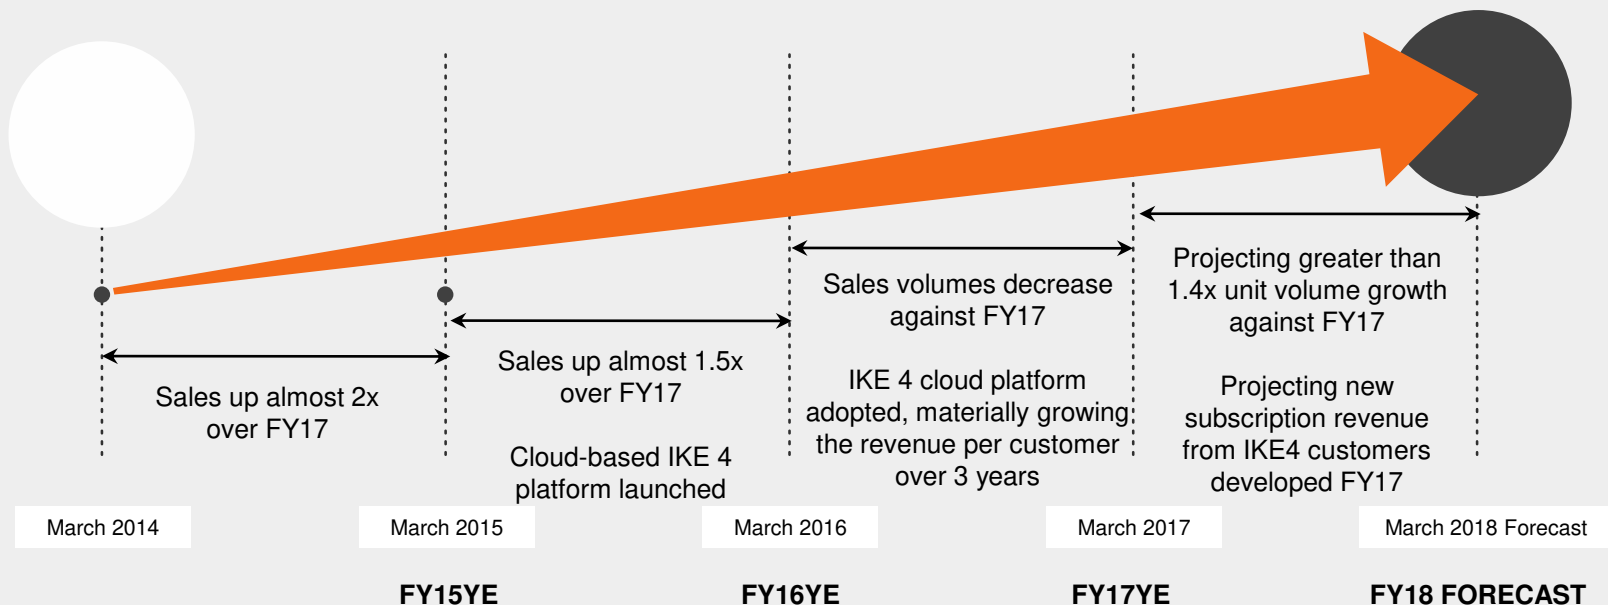 Sales up almost 2x
over FY17
Sales up almost 1.5x
over FY17
Cloud-based IKE 4
platform launched
Sales volumes decrease
against FY17
IKE 4 cloud platform
adopted, materially growing
the revenue per customer
over 3 years
Projecting greater than
1.4x unit volume growth
against FY17
Projecting new
subscription revenue
from IKE4 customers
developed FY17
March 2014
March 2015
March 2016
March 2017
March 2018 Forecast
FY15YE
FY16YE
FY17YE
FY18 FORECAST